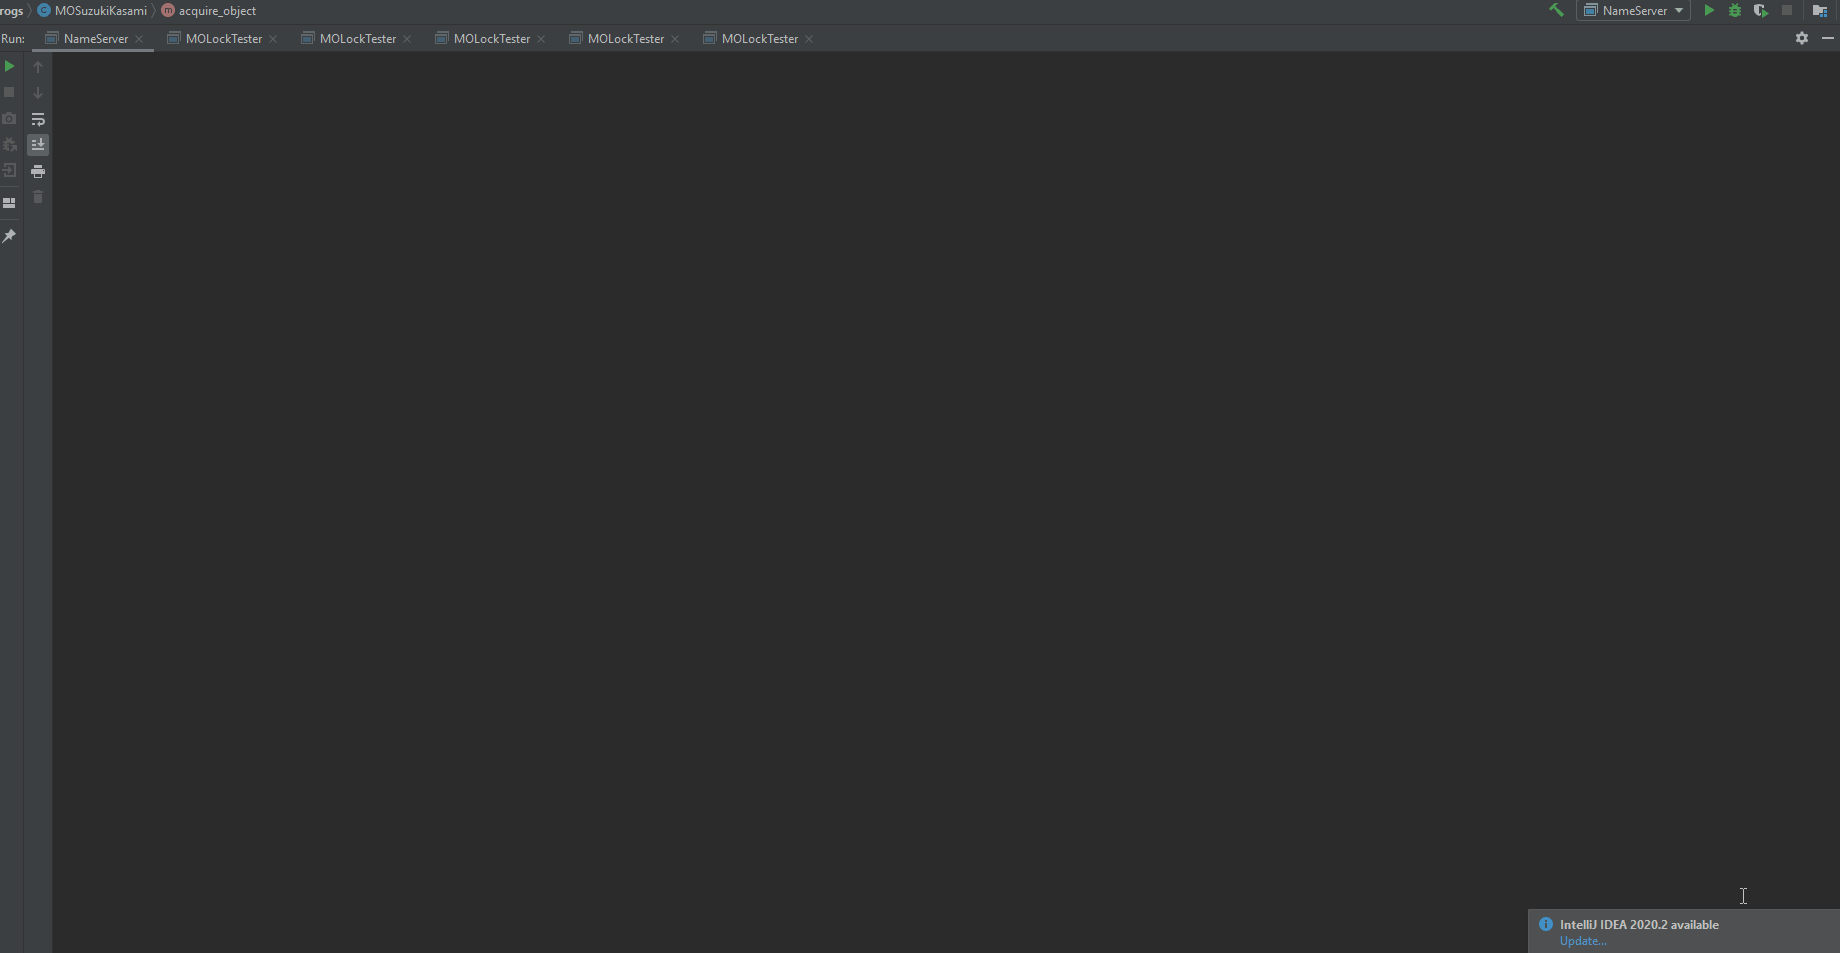 rogs MOSuzukiKasami acquire_object NameServer
Run: NameServer MOLockTester MOLockTester MOLockTester MOLockTester MOLockTester
IntelliJ IDEA 2020.2 available
Update...